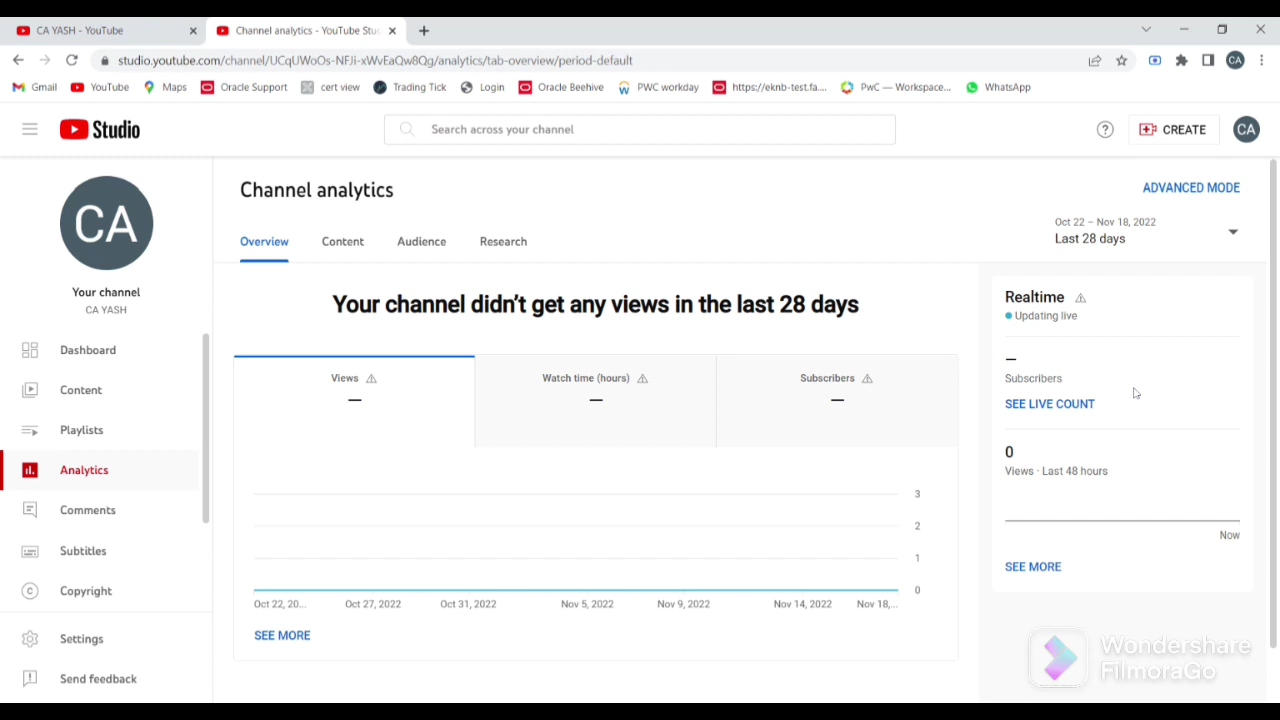 CA YASH - YouTube
Channel analytics - YouTube Stud
studio.youtube.com/channel/UCqUWoOs-NFJi-xWvEaQw8Qg/analytics/tab-overview/period-default
CA
Gmail YouTube Maps Oracle Support cert view Trading Tick Login Oracle Beehive PWC workday https://eknb-test.fa... PwC — Workspace... WhatsApp
Studio
Search across your channel
? CREATE CA
CA
Your channel
CA YASH
Dashboard
Content
Playlists
Analytics
Comments
Subtitles
Copyright
Settings
Send feedback
Channel analytics
ADVANCED MODE
Oct 22 – Nov 18, 2022
Last 28 days
Overview Content Audience Research
Your channel didn't get any views in the last 28 days
Views
—
Watch time (hours)
—
Subscribers
—
3
2
1
0
Oct 22, 20... Oct 27, 2022 Oct 31, 2022 Nov 5, 2022 Nov 9, 2022 Nov 14, 2022 Nov 18,...
SEE MORE
Realtime
Updating live
—
Subscribers
SEE LIVE COUNT
0
Views · Last 48 hours
Now
SEE MORE
Wondershare
FilmoraGo